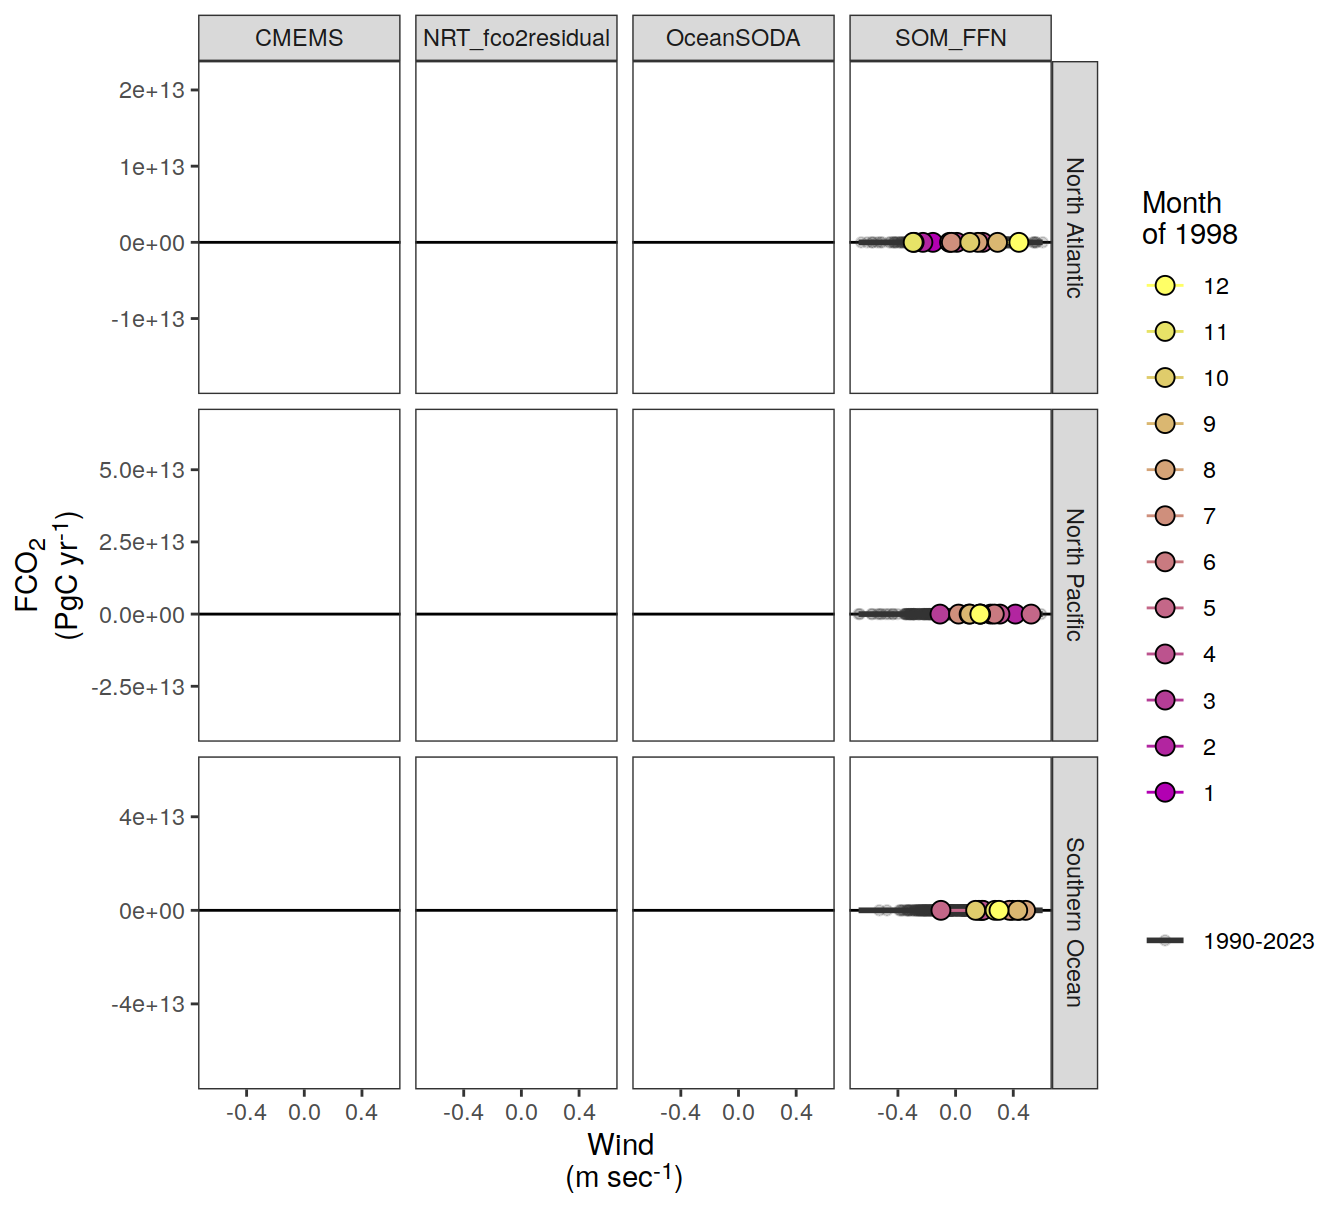 CMEMS
NRT_fco2residual
OceanSODA
SOM_FFN
2e+13
1e+13
0e+00
-1e+13
North Atlantic
5.0e+13
2.5e+13
0.0e+00
-2.5e+13
North Pacific
4e+13
0e+00
-4e+13
Southern Ocean
-0.4 0.0 0.4
-0.4 0.0 0.4
-0.4 0.0 0.4
-0.4 0.0 0.4
Wind
(m sec⁻¹)
FCO₂
(PgC yr⁻¹)
Month
of 1998
12
11
10
9
8
7
6
5
4
3
2
1
1990-2023